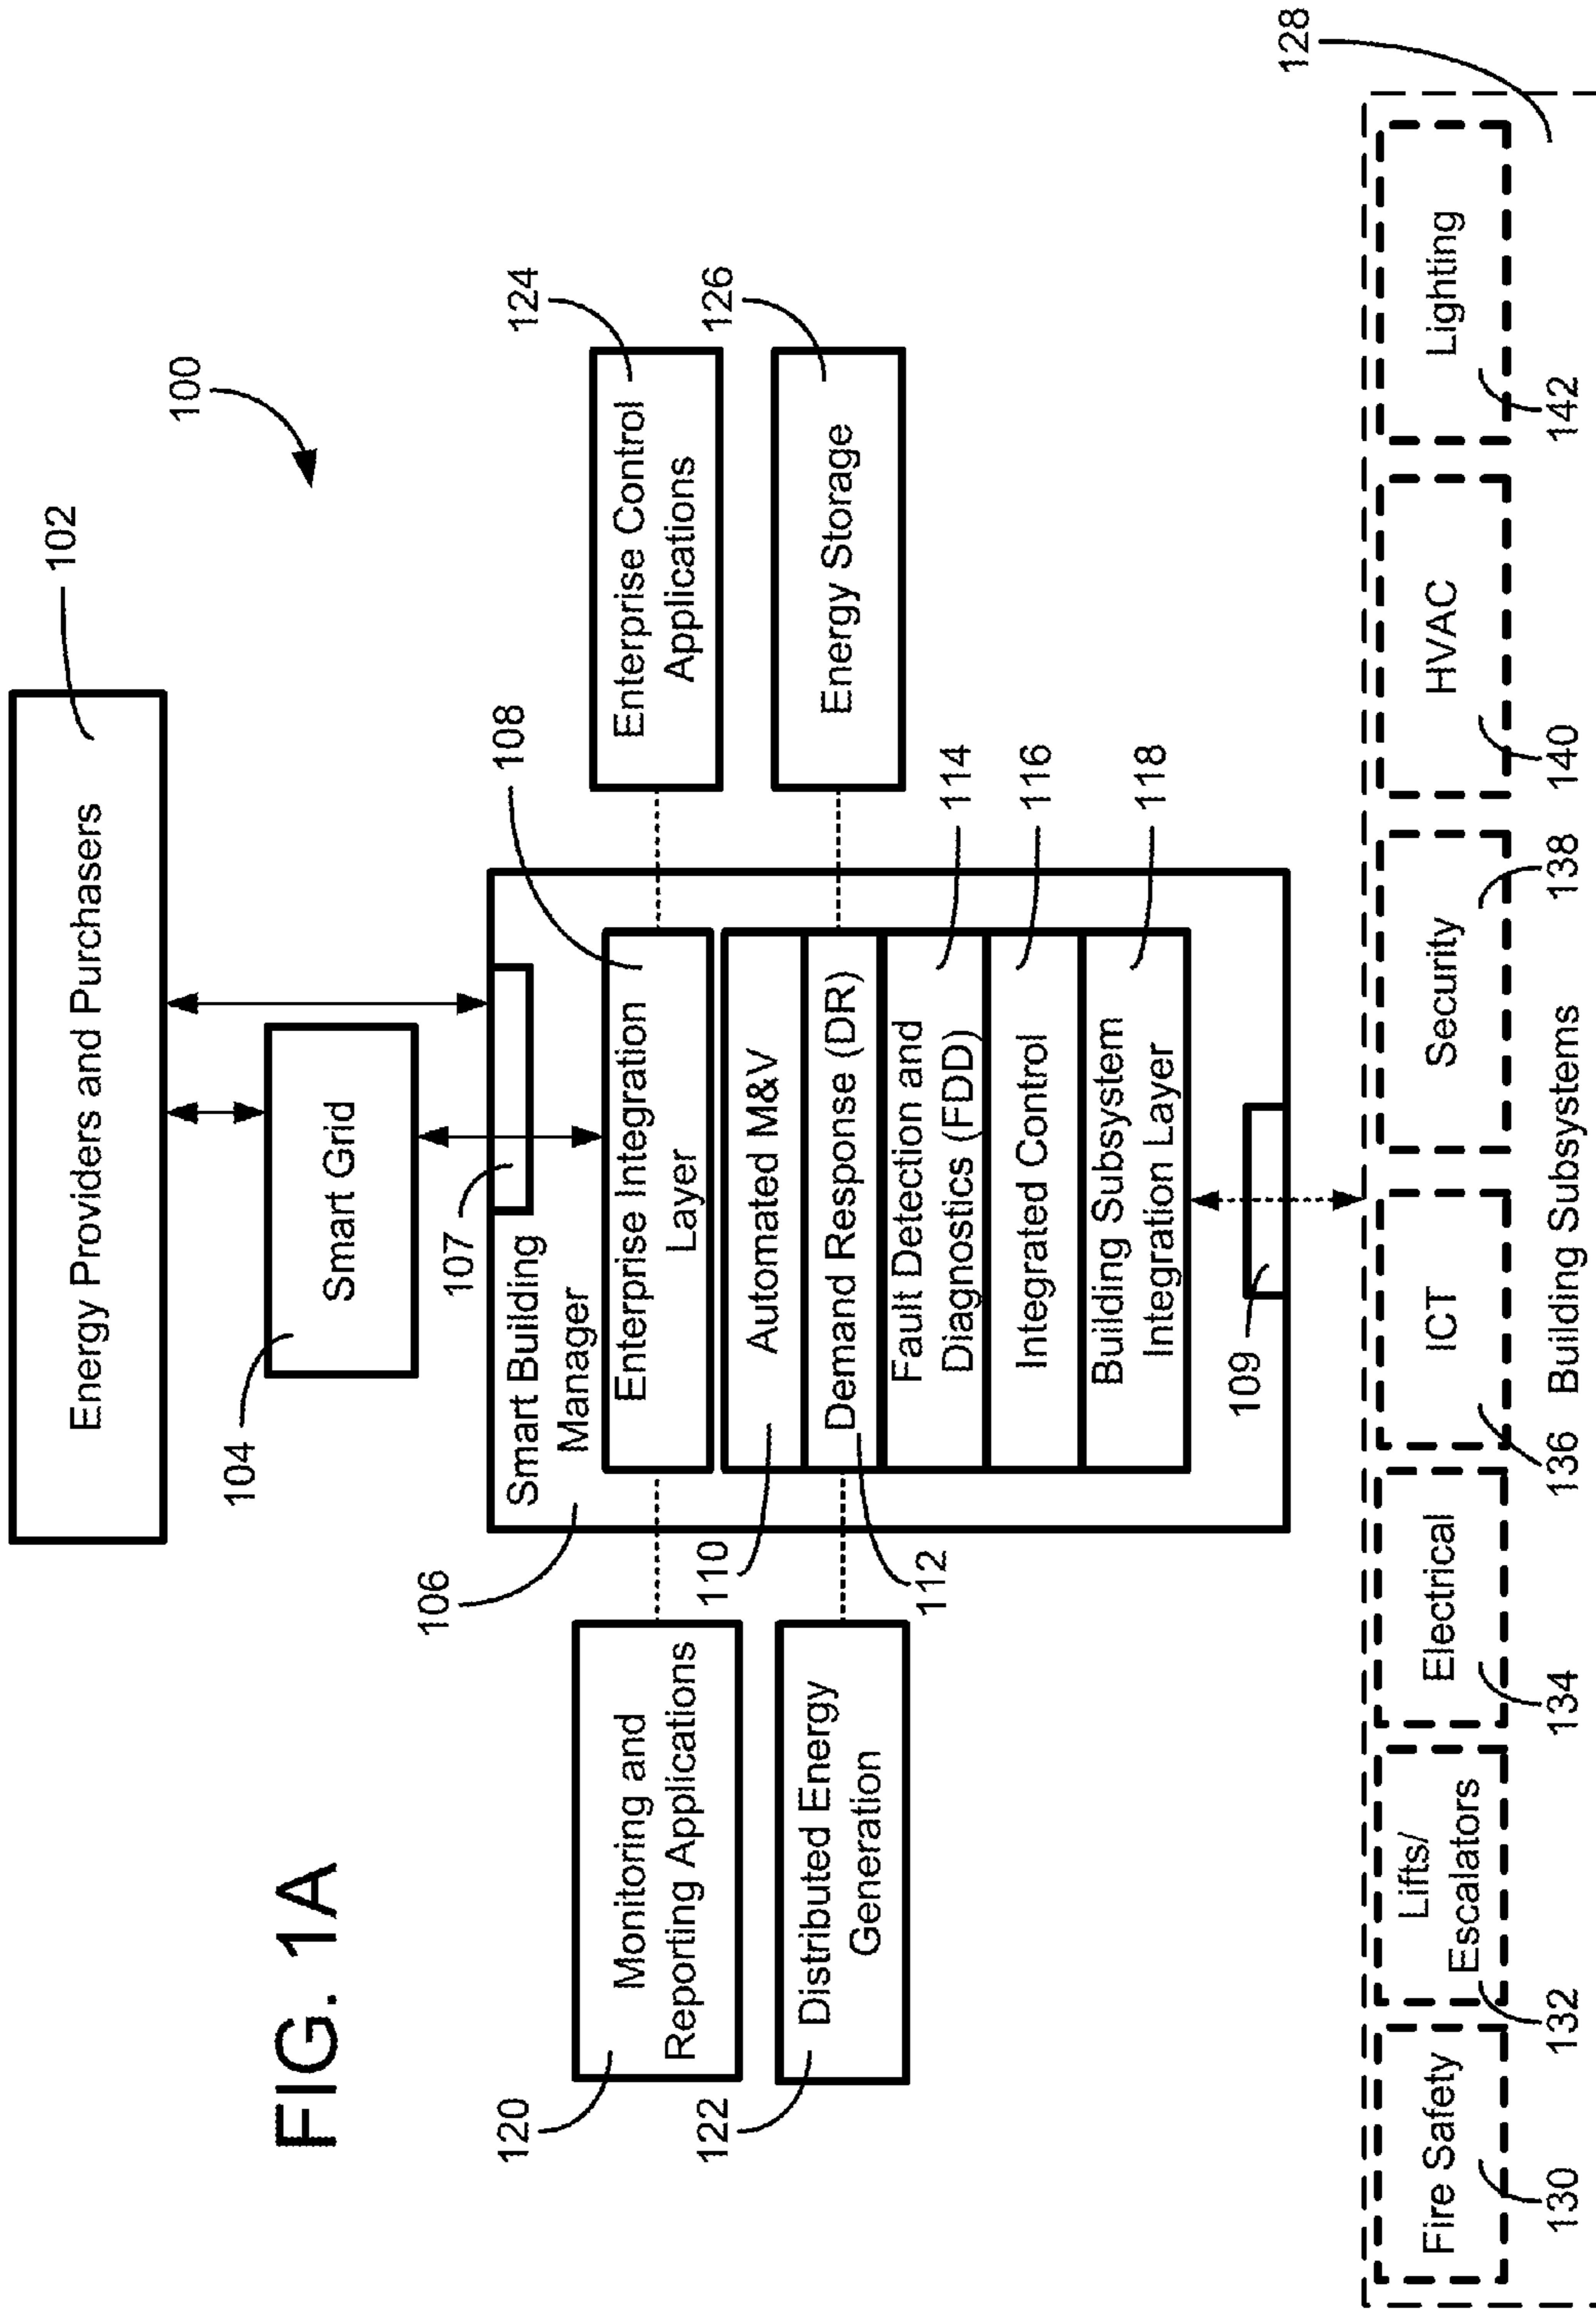 FIG. 1A
100
Energy Providers and Purchasers
102
Smart Grid
104
107
Smart Building
Manager
106
Enterprise Integration
Layer
108
Automated M&V
110
Demand Response (DR)
112
Fault Detection and
Diagnostics (FDD)
114
Integrated Control
116
Building Subsystem
Integration Layer
118
109
Monitoring and
Reporting Applications
120
Distributed Energy
Generation
122
Enterprise Control
Applications
124
Energy Storage
126
128
Fire Safety
Lifts/
Escalators
Electrical
ICT
Security
HVAC
Lighting
130
132
134
136
Building Subsystems
138
140
142